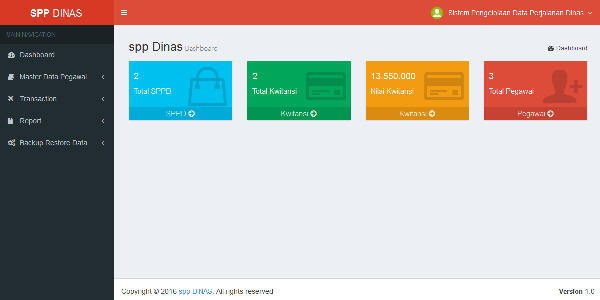 SPP DINAS
Sistem Pengelolaan Data Perjalanan Dinas
MAIN NAVIGATION
Dashboard
Master Data Pegawai
Transaction
Report
Backup Restore Data
spp Dinas Dashboard
Dashboard
2
Total SPPD
SPPD
2
Total Kwitansi
Kwitansi
13.550.000
Nilai Kwitansi
Kwitansi
3
Total Pegawai
Pegawai
Copyright © 2016 spp DINAS. All rights reserved
Version 1.0